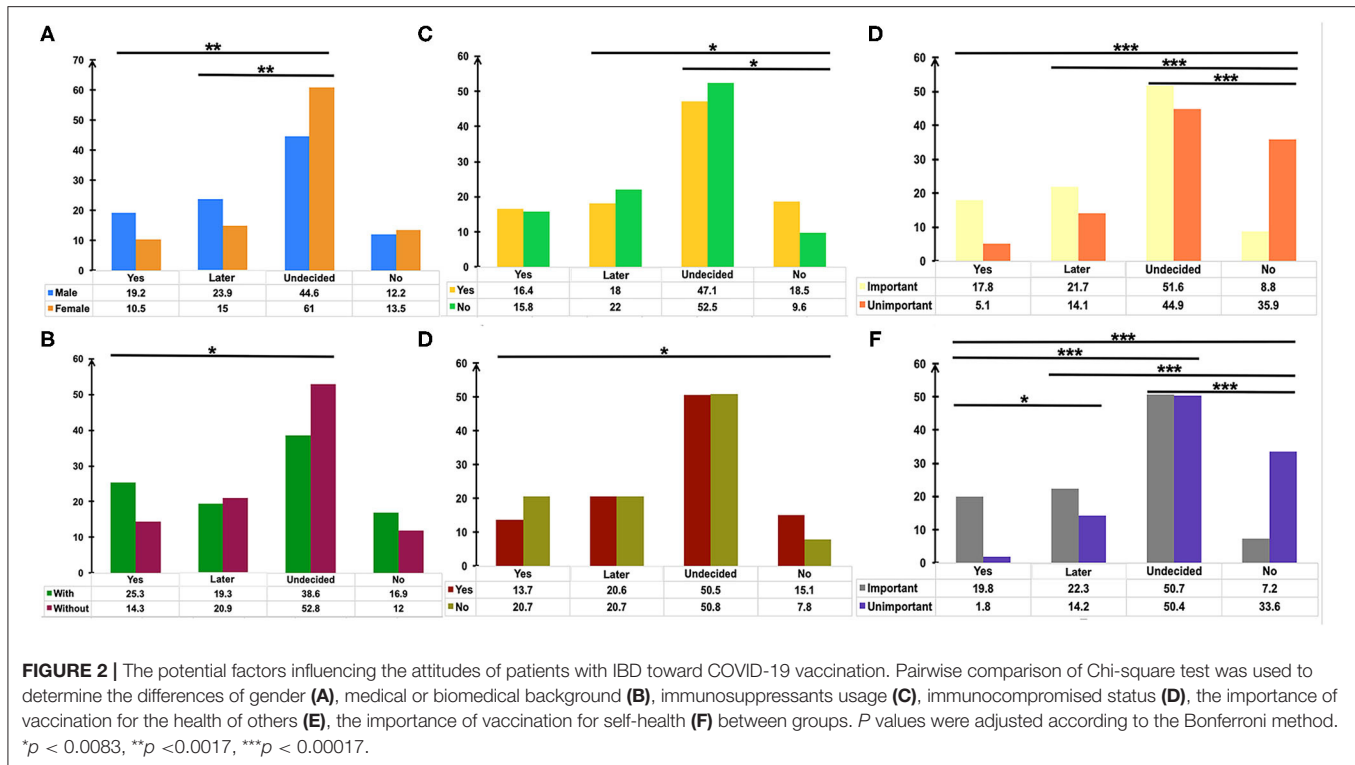 A
**
**
70
60
50
40
30
20
10
0
Yes Later Undecided No
Male 19.2 23.9 44.6 12.2
Female 10.5 15 61 13.5
C
*
*
60
50
40
30
20
10
0
Yes Later Undecided No
Yes 16.4 18 47.1 18.5
No 15.8 22 52.5 9.6
D
***
***
***
50
40
30
20
10
0
Yes Later Undecided No
Important 17.8 21.7 51.6 8.8
Unimportant 5.1 14.1 44.9 35.9
B
*
60
50
40
30
20
10
0
Yes Later Undecided No
With 25.3 19.3 38.6 16.9
Without 14.3 20.9 52.8 12
D
*
60
50
40
30
20
10
0
Yes Later Undecided No
Yes 13.7 20.6 50.5 15.1
No 20.7 20.7 50.8 7.8
F
***
***
***
***
*
50
40
30
20
10
0
Yes Later Undecided No
Important 19.8 22.3 50.7 7.2
Unimportant 1.8 14.2 50.4 33.6
FIGURE 2 | The potential factors influencing the attitudes of patients with IBD toward COVID-19 vaccination. Pairwise comparison of Chi-square test was used to
determine the differences of gender (A), medical or biomedical background (B), immunosuppressants usage (C), immunocompromised status (D), the importance of
vaccination for the health of others (E), the importance of vaccination for self-health (F) between groups. P values were adjusted according to the Bonferroni method.
*p < 0.0083, **p <0.0017, ***p < 0.00017.